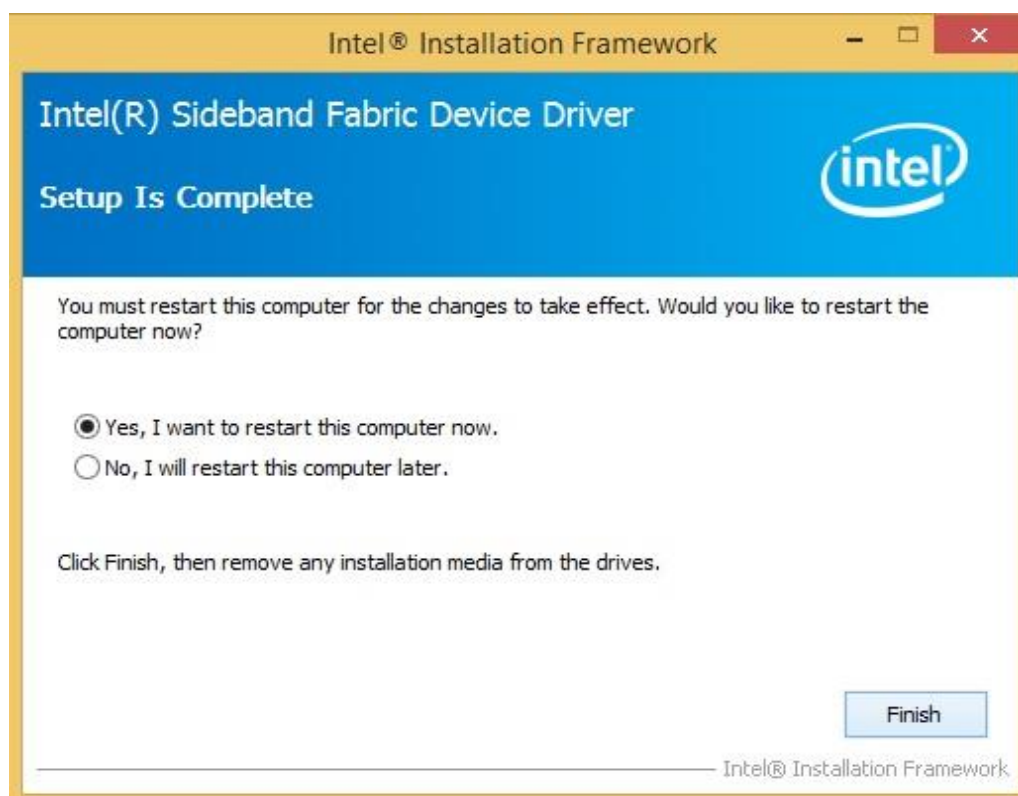 Intel® Installation Framework
Intel(R) Sideband Fabric Device Driver
intel
Setup Is Complete
You must restart this computer for the changes to take effect. Would you like to restart the
computer now?
Yes, I want to restart this computer now.
No, I will restart this computer later.
Click Finish, then remove any installation media from the drives.
Finish
Intel® Installation Framework